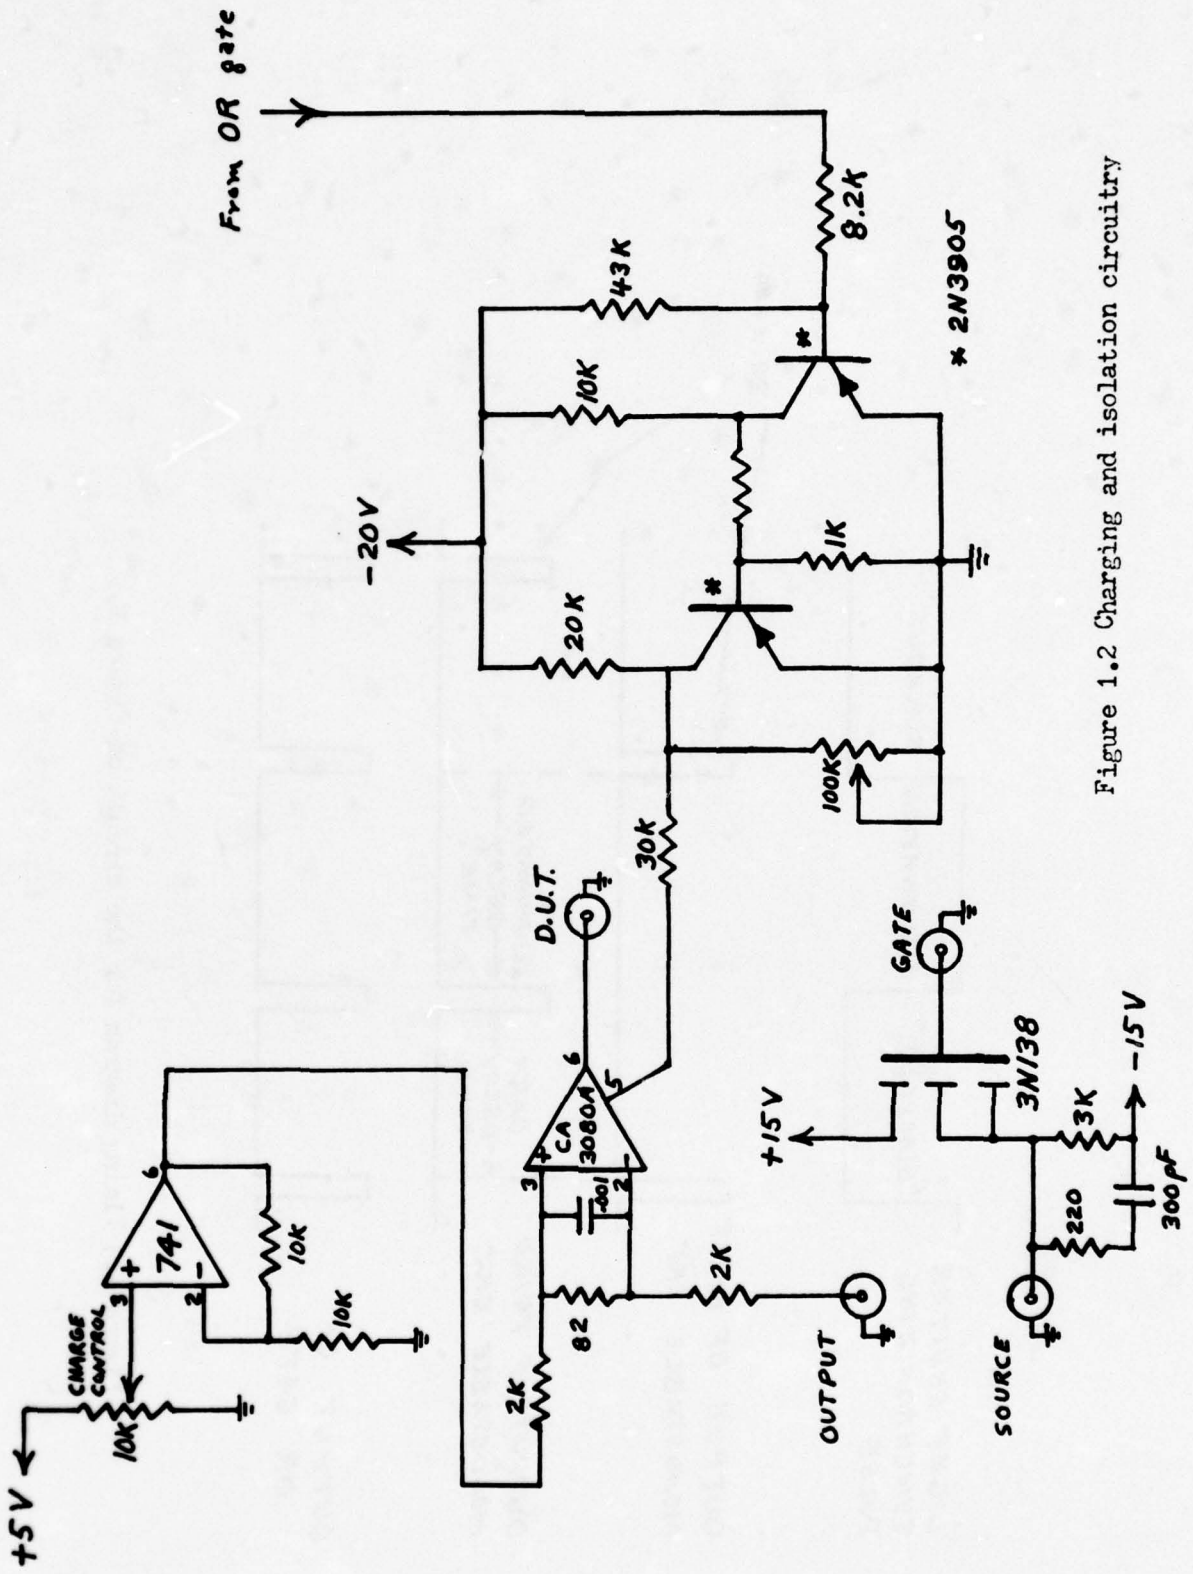 +5V
CHARGE
CONTROL
10K
3
+
741
-
2
6
10K
10K
2K
82
.001
3
+
CA
3080A
-
2
6
5
D.U.T.
2K
OUTPUT
30K
-20V
20K
10K
43K
From OR gate
8.2K
*
*
1K
100K
* 2N3905
+15V
GATE
3N138
SOURCE
220
3K
300pF
-15V
Figure 1.2 Charging and isolation circuitry